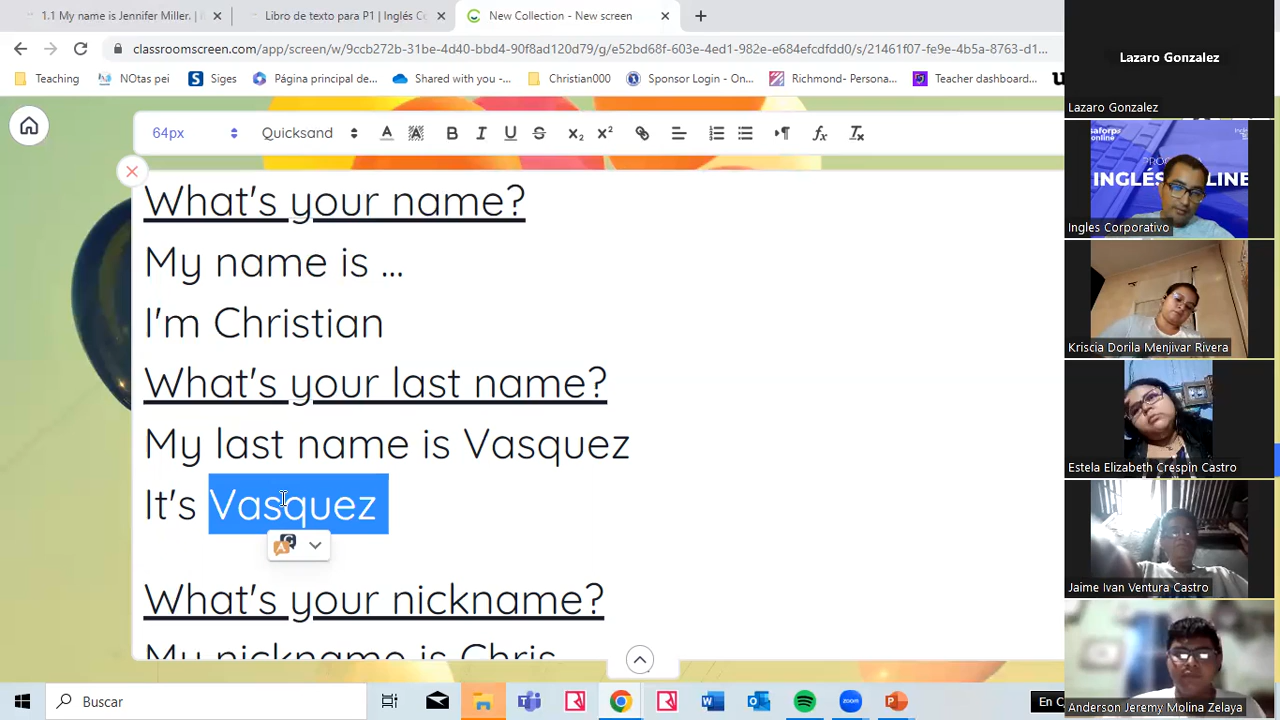 1.1 My name is Jennifer Miller. |
Libro de texto para P1 | Inglés Co
New Collection - New screen
classroomscreen.com/app/screen/w/9ccb272b-31be-4d40-bbd4-90f8ad120d79/g/e52bd68f-603e-4ed1-982e-e684efcdfdd0/s/21461f07-fe9e-4b5a-8763-d1...
Teaching
NOtas pei
Siges
Página principal de...
Shared with you -...
Christian000
Sponsor Login - On...
Richmond- Persona...
Teacher dashboard...
64px
Quicksand
What's your name?
My name is ...
I'm Christian
What's your last name?
My last name is Vasquez
It's Vasquez
What's your nickname?
My nickname is Chris
Buscar
Lazaro Gonzalez
Lazaro Gonzalez
INGLÉS
Ingles Corporativo
Kriscia Dorila Menjivar Rivera
Estela Elizabeth Crespin Castro
Jaime Ivan Ventura Castro
Anderson Jeremy Molina Zelaya